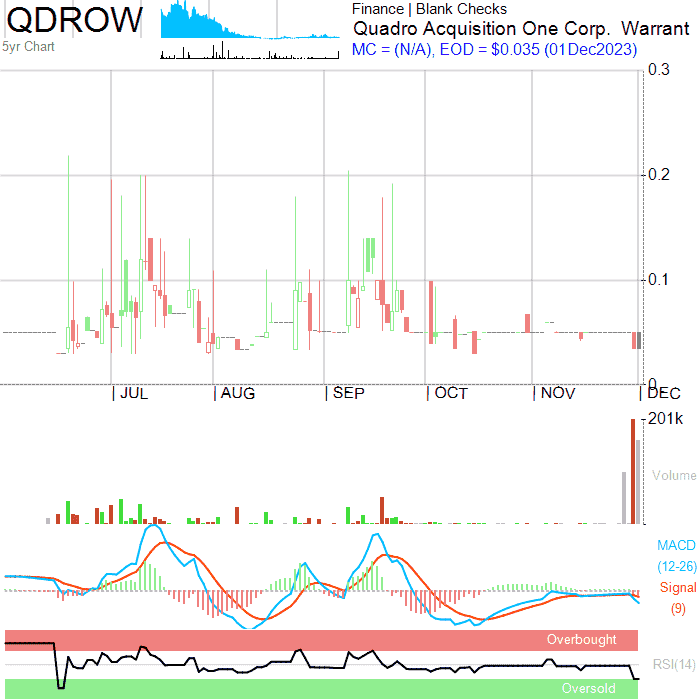 QDROW
5yr Chart
Finance | Blank Checks
Quadro Acquisition One Corp.  Warrant
MC = (N/A), EOD = $0.035 (01Dec2023)
0.3
0.2
0.1
0
JUL AUG SEP OCT NOV DEC
201k
Volume
MACD
(12-26)
Signal
(9)
Overbought
RSI(14)
Oversold